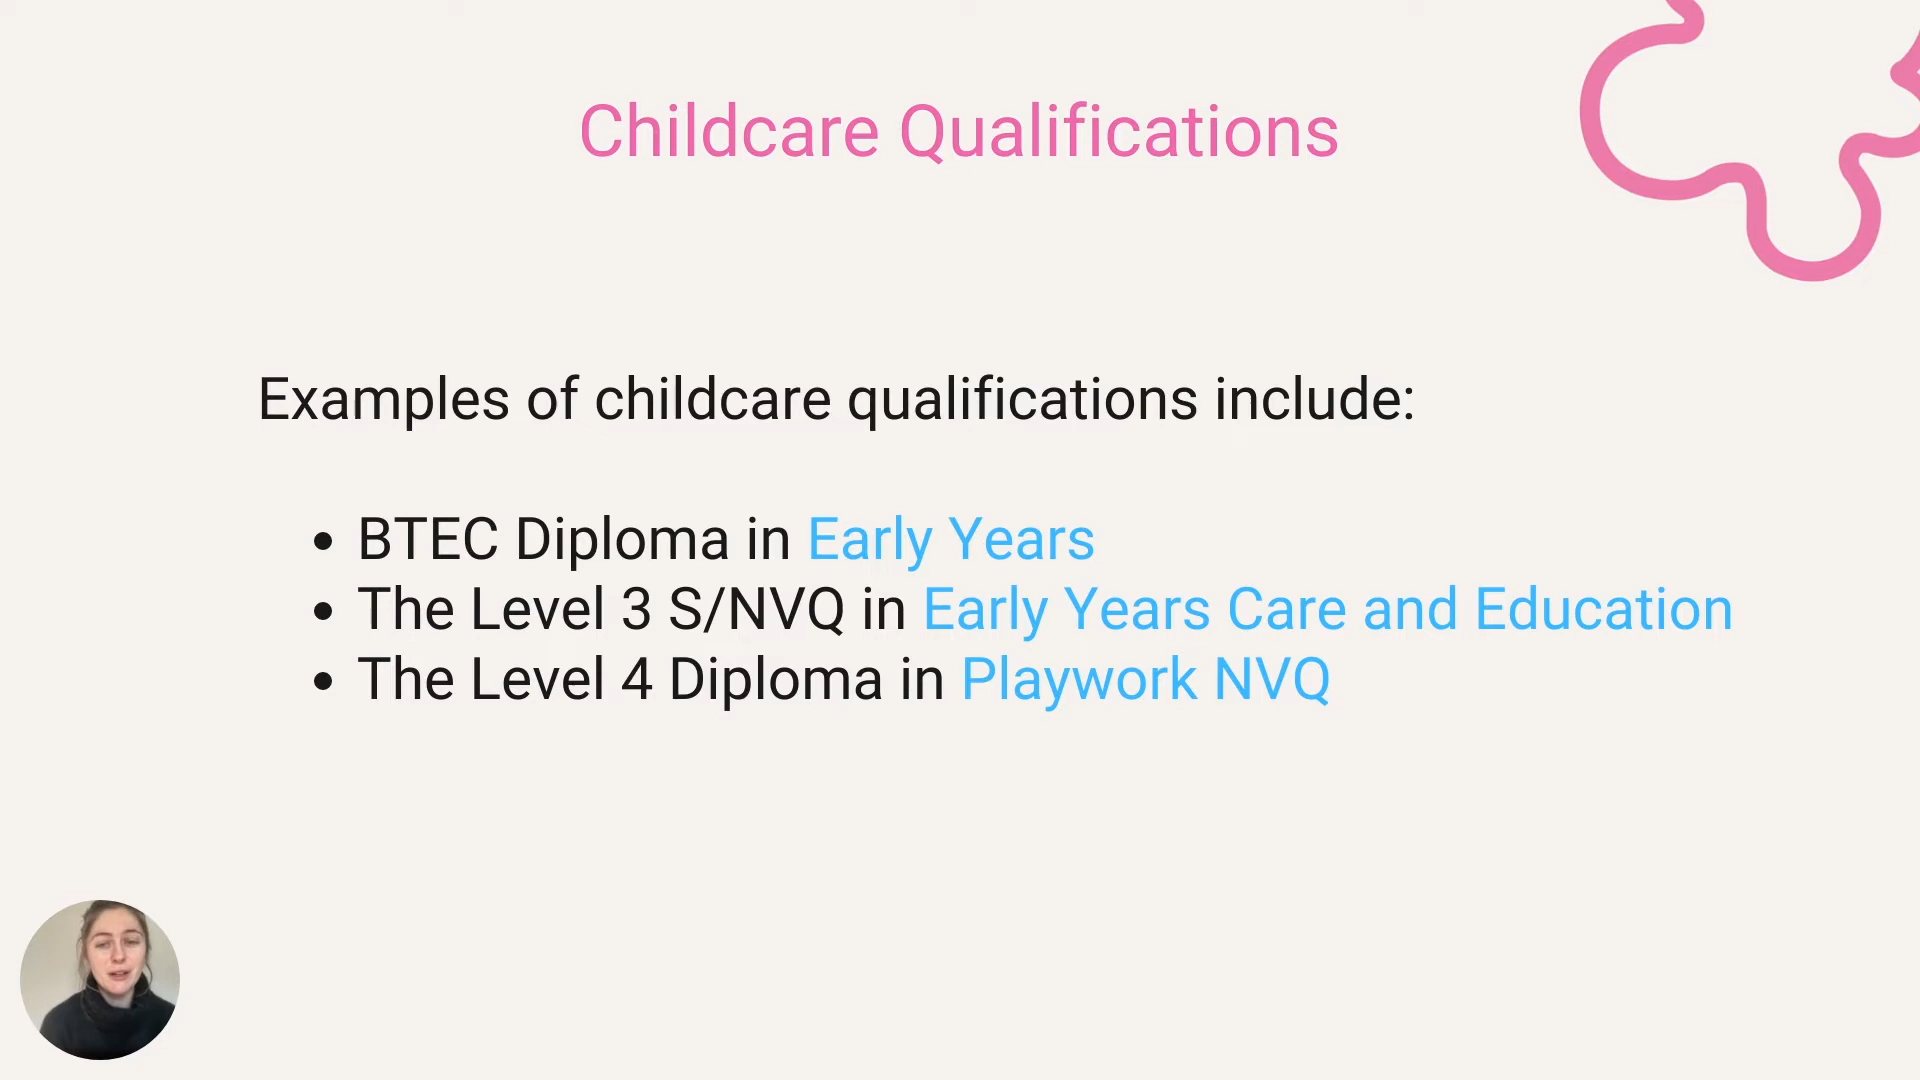 Childcare Qualifications
Examples of childcare qualifications include:
• BTEC Diploma in Early Years
• The Level 3 S/NVQ in Early Years Care and Education
• The Level 4 Diploma in Playwork NVQ